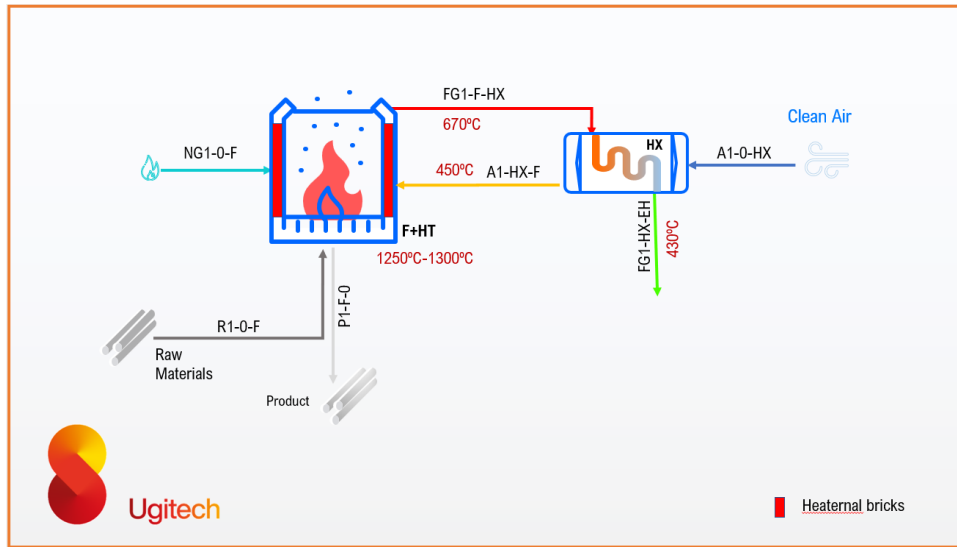 FG1-F-HX
670ºC
Clean Air
NG1-0-F
HX
A1-0-HX
450ºC
A1-HX-F
F+HT
1250ºC-1300ºC
FG1-HX-EH
430ºC
P1-F-0
R1-0-F
Raw
Materials
Product
Ugitech
Heaternal bricks